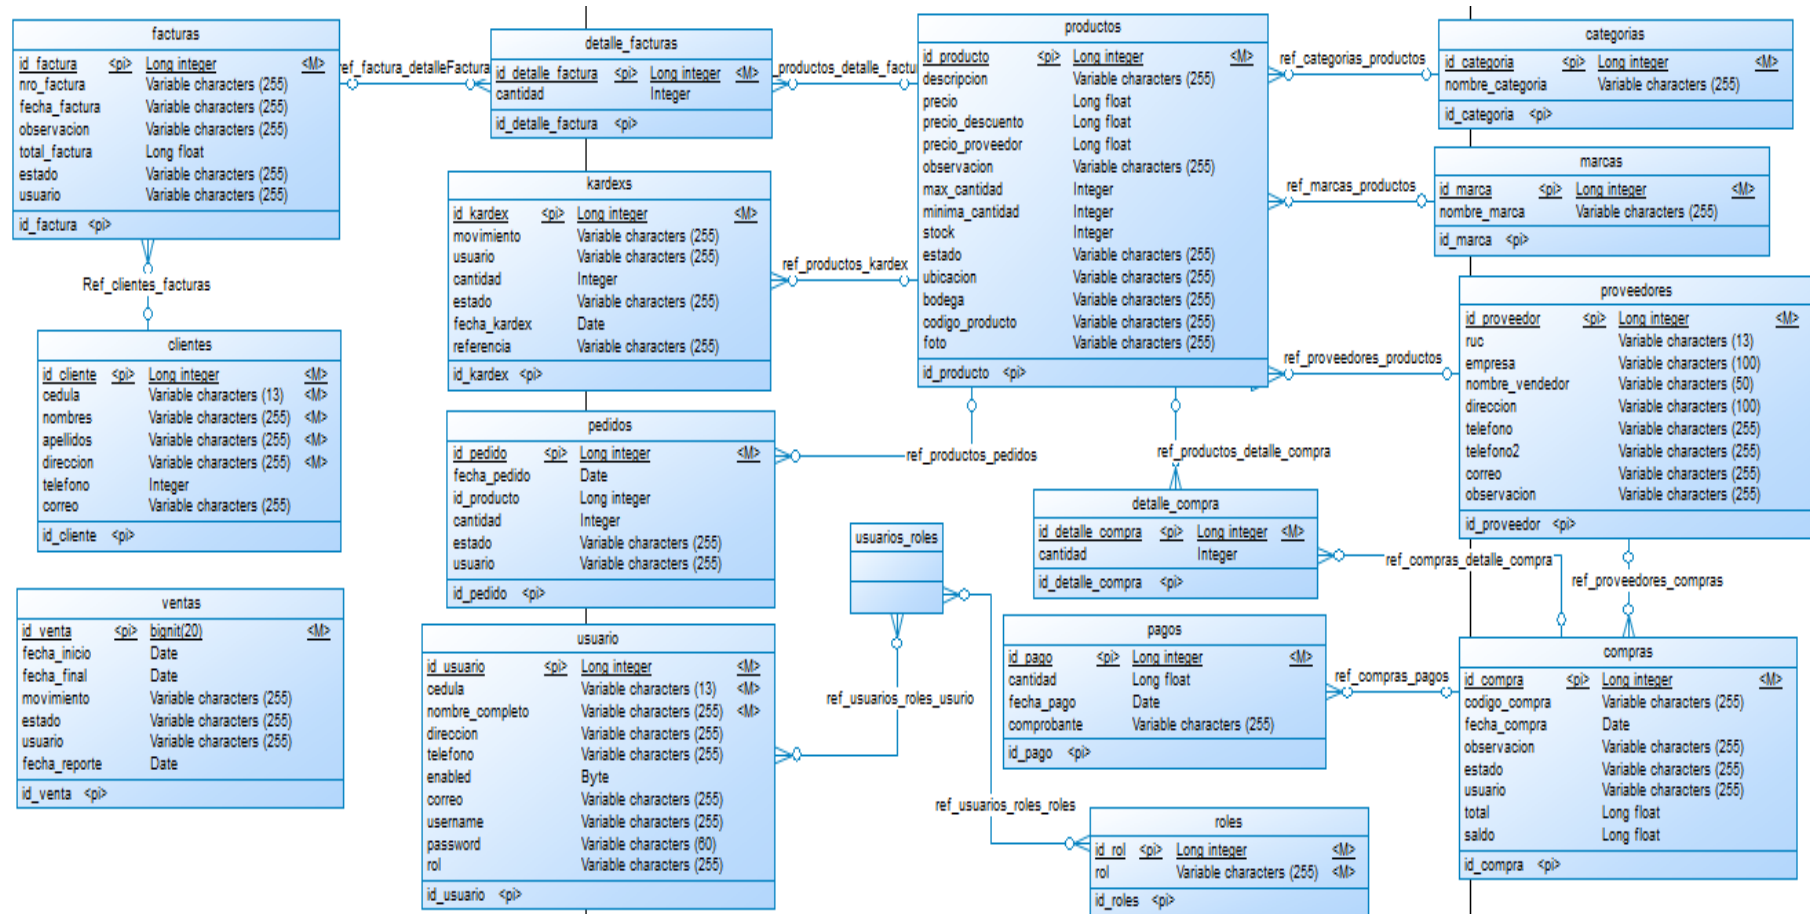 facturas
id_factura <pi> Long integer <M>
nro_factura Variable characters (255)
fecha_factura Variable characters (255)
observacion Variable characters (255)
total_factura Long float
estado Variable characters (255)
usuario Variable characters (255)
id_factura <pi>
ref_factura_detalleFactura
detalle_facturas
id_detalle_factura <pi> Long integer <M>
cantidad Integer
id_detalle_factura <pi>
_productos_detalle_factu
productos
id_producto <pi> Long integer <M>
descripcion Variable characters (255)
precio Long float
precio_descuento Long float
precio_proveedor Long float
observacion Variable characters (255)
max_cantidad Integer
minima_cantidad Integer
stock Integer
estado Variable characters (255)
ubicacion Variable characters (255)
bodega Variable characters (255)
codigo_producto Variable characters (255)
foto Variable characters (255)
id_producto <pi>
ref_categorias_productos
categorias
id_categoria <pi> Long integer <M>
nombre_categoria Variable characters (255)
id_categoria <pi>
ref_marcas_productos
marcas
id_marca <pi> Long integer <M>
nombre_marca Variable characters (255)
id_marca <pi>
kardexs
id_kardex <pi> Long integer <M>
movimiento Variable characters (255)
usuario Variable characters (255)
cantidad Integer
estado Variable characters (255)
fecha_kardex Date
referencia Variable characters (255)
id_kardex <pi>
ref_productos_kardex
Ref_clientes_facturas
clientes
id_cliente <pi> Long integer <M>
cedula Variable characters (13) <M>
nombres Variable characters (255) <M>
apellidos Variable characters (255) <M>
direccion Variable characters (255) <M>
telefono Integer
correo Variable characters (255)
id_cliente <pi>
ref_proveedores_productos
proveedores
id_proveedor <pi> Long integer <M>
ruc Variable characters (13)
empresa Variable characters (100)
nombre_vendedor Variable characters (50)
direccion Variable characters (100)
telefono Variable characters (255)
telefono2 Variable characters (255)
correo Variable characters (255)
observacion Variable characters (255)
id_proveedor <pi>
pedidos
id_pedido <pi> Long integer <M>
fecha_pedido Date
id_producto Long integer
cantidad Integer
estado Variable characters (255)
usuario Variable characters (255)
id_pedido <pi>
ref_productos_pedidos
ref_productos_detalle_compra
detalle_compra
id_detalle_compra <pi> Long integer <M>
cantidad Integer
id_detalle_compra <pi>
ref_compras_detalle_compra
ref_proveedores_compras
usuarios_roles
ventas
id_venta <pi> bignit(20) <M>
fecha_inicio Date
fecha_final Date
movimiento Variable characters (255)
estado Variable characters (255)
usuario Variable characters (255)
fecha_reporte Date
id_venta <pi>
usuario
id_usuario <pi> Long integer <M>
cedula Variable characters (13) <M>
nombre_completo Variable characters (255) <M>
direccion Variable characters (255)
telefono Variable characters (255)
enabled Byte
correo Variable characters (255)
username Variable characters (255)
password Variable characters (60)
rol Variable characters (255)
id_usuario <pi>
ref_usuarios_roles_usurio
pagos
id_pago <pi> Long integer <M>
cantidad Long float
fecha_pago Date
comprobante Variable characters (255)
id_pago <pi>
ref_compras_pagos
compras
id_compra <pi> Long integer <M>
codigo_compra Variable characters (255)
fecha_compra Date
observacion Variable characters (255)
estado Variable characters (255)
usuario Variable characters (255)
total Long float
saldo Long float
id_compra <pi>
ref_usuarios_roles_roles
roles
id_rol <pi> Long integer <M>
rol Variable characters (255) <M>
id_roles <pi>